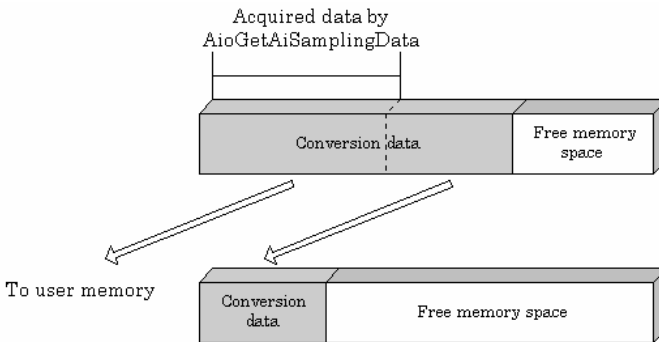 Acquired data by
AioGetAiSamplingData
Conversion data
Free memory
space
To user memory
Conversion
data
Free memory space